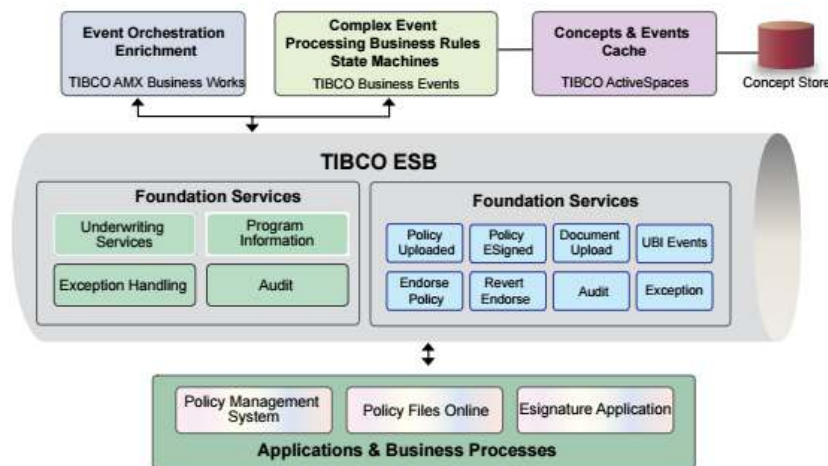 Event Orchestration
Enrichment
TIBCO AMX Business Works
Complex Event
Processing Business Rules
State Machines
TIBCO Business Events
Concepts & Events
Cache
TIBCO ActiveSpaces
Concept Store
TIBCO ESB
Foundation Services
Underwriting
Services
Program
Information
Exception Handling
Audit
Foundation Services
Policy
Uploaded
Policy
ESigned
Document
Upload
UBI Events
Endorse
Policy
Revert
Endorse
Audit
Exception
Policy Management
System
Policy Files Online
Esignature Application
Applications & Business Processes